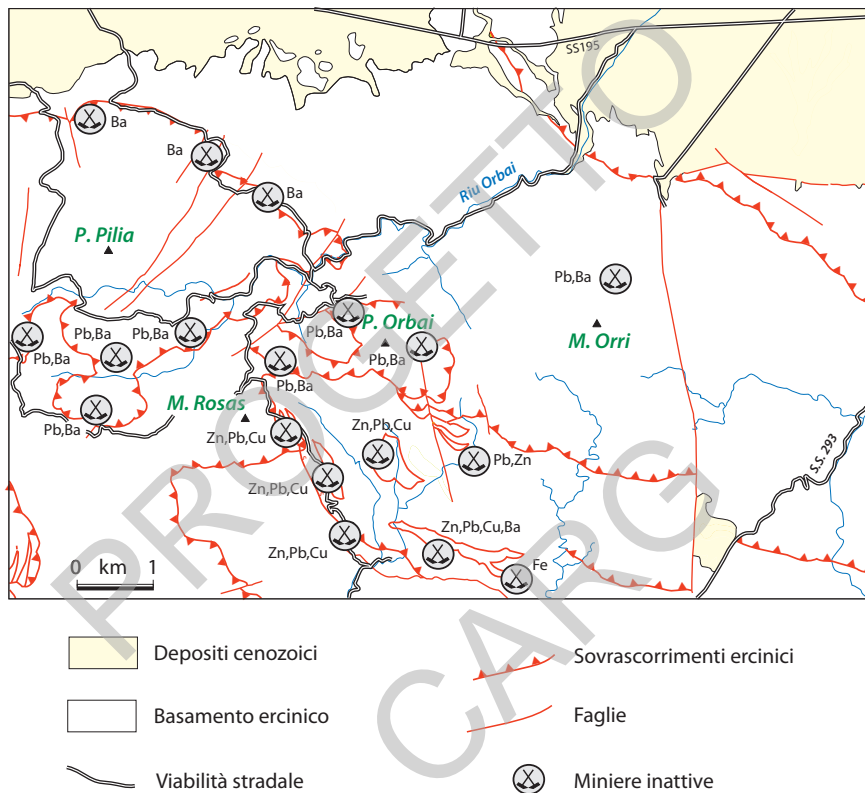 SS195
Ba
Ba
Ba
Riu Orbai
P. Pilia
Pb,Ba
M. Orri
Pb,Ba
P. Orbai
Pb,Ba
Pb,Ba
Pb,Ba
Pb,Ba
Pb,Ba
M. Rosas
Pb,Ba
Zn,Pb,Cu
Zn,Pb,Cu
Pb,Zn
S.S. 293
Zn,Pb,Cu
Zn,Pb,Cu,Ba
Zn,Pb,Cu
Fe
0 km 1
PROGETTO
CARG
Depositi cenozoici
Sovrascorrimenti ercinici
Basamento ercinico
Faglie
Viabilità stradale
Miniere inattive